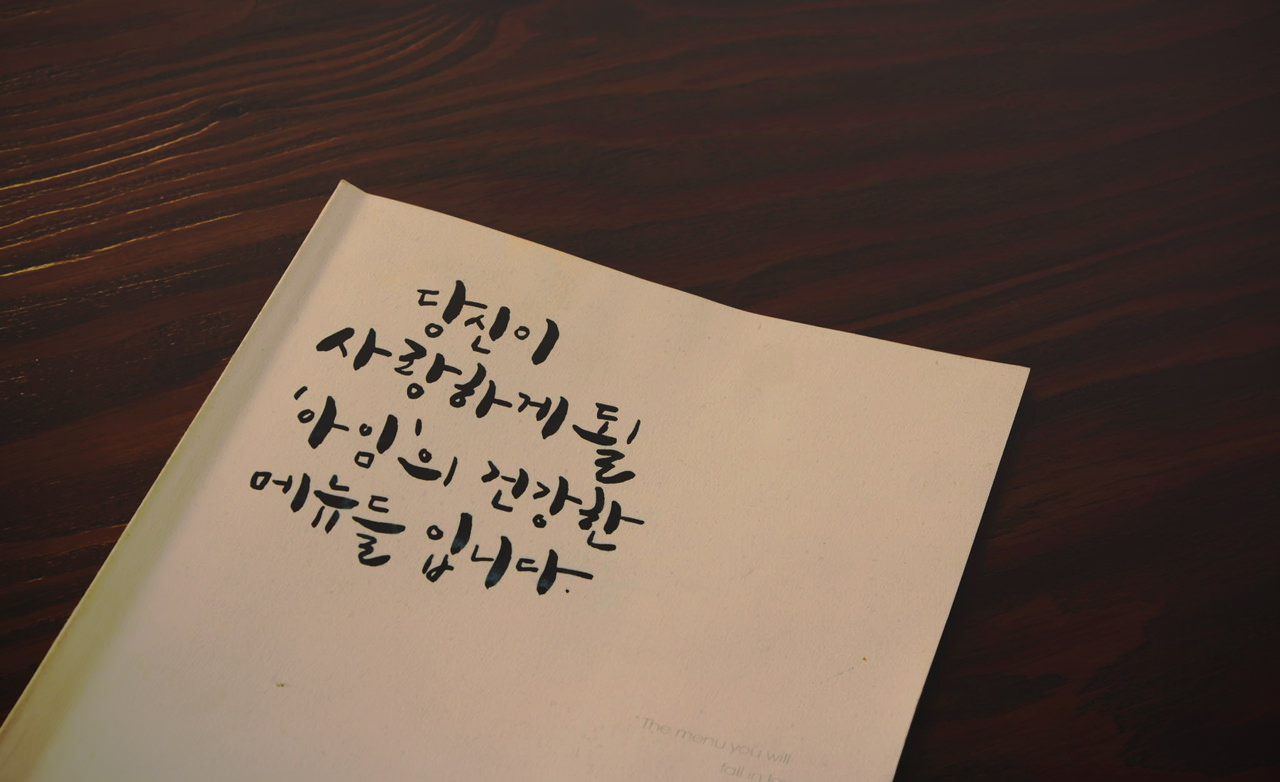 당신이
사랑하게 될
'아임'의 건강한
메뉴들 입니다.
"The menu you will
fall in